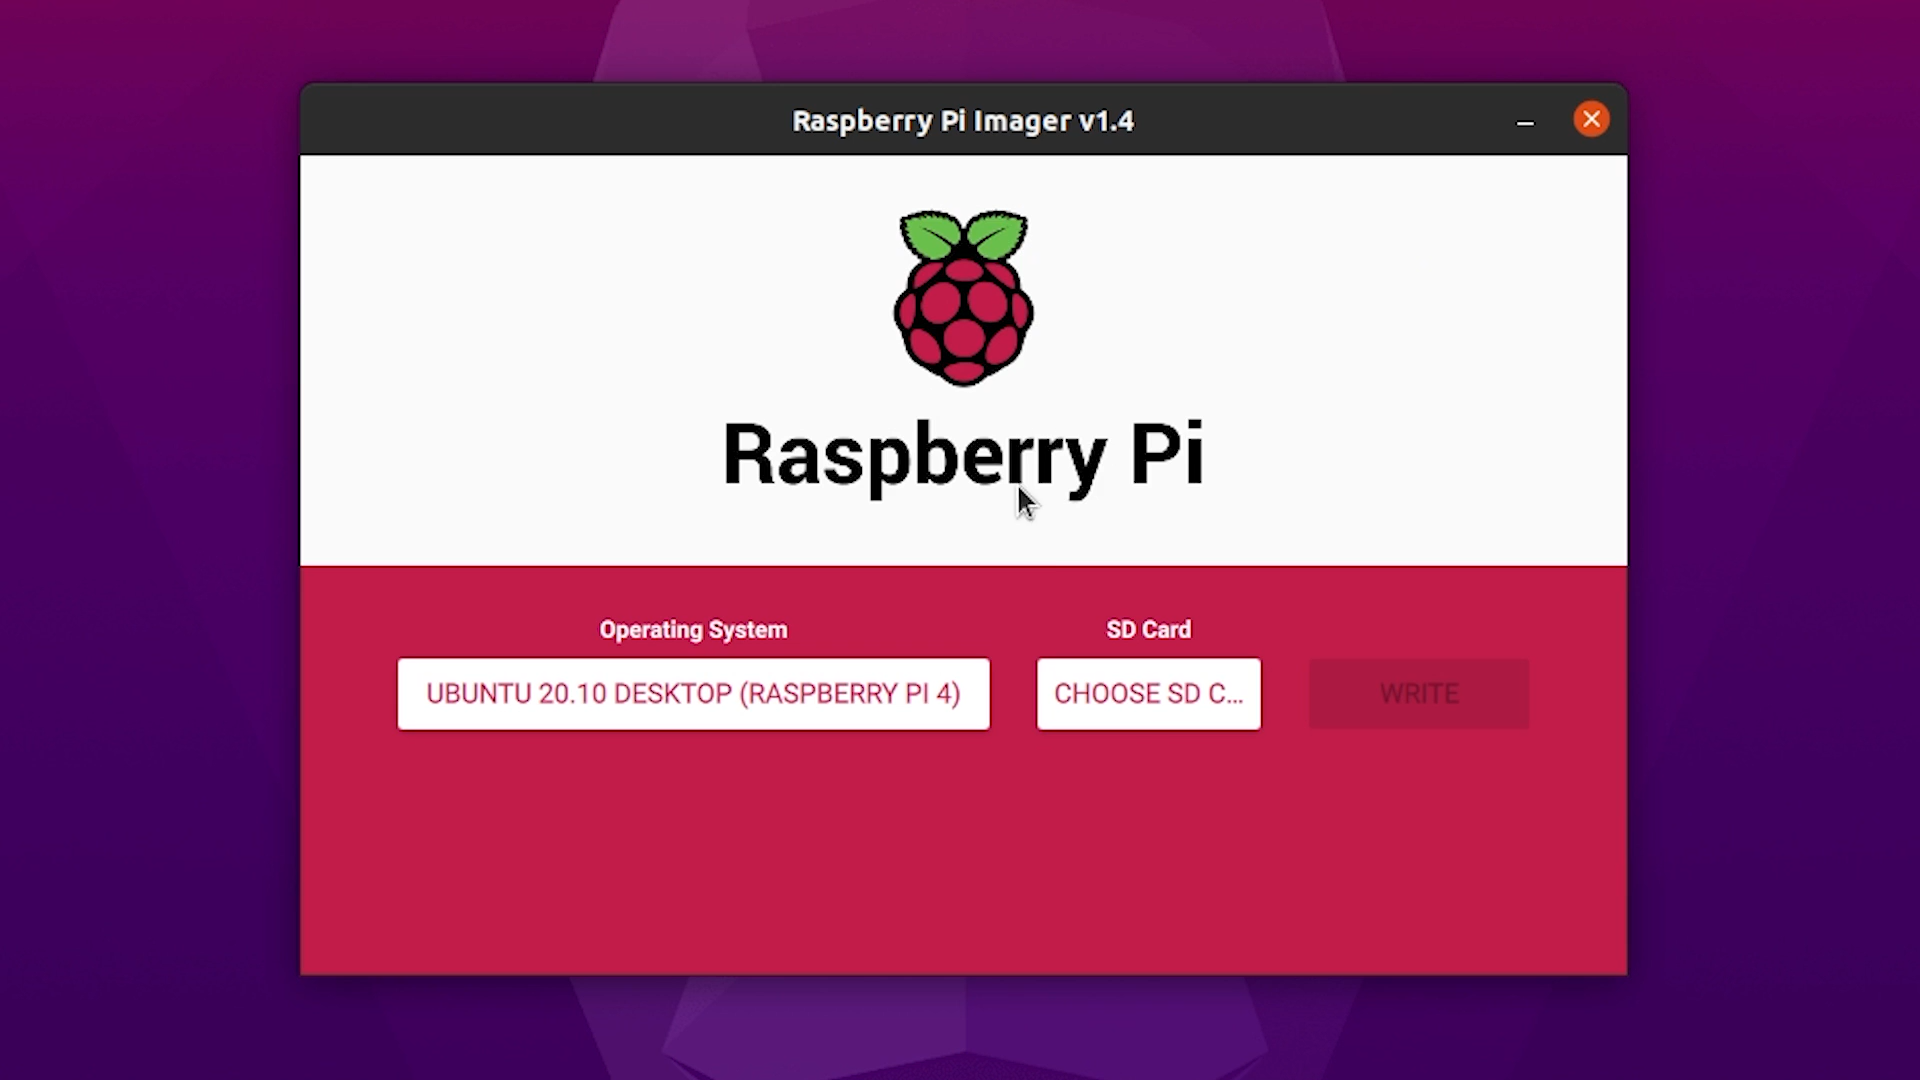 Raspberry Pi Imager v1.4
Raspberry Pi
Operating System
SD Card
UBUNTU 20.10 DESKTOP (RASPBERRY PI 4)
CHOOSE SD C...
WRITE